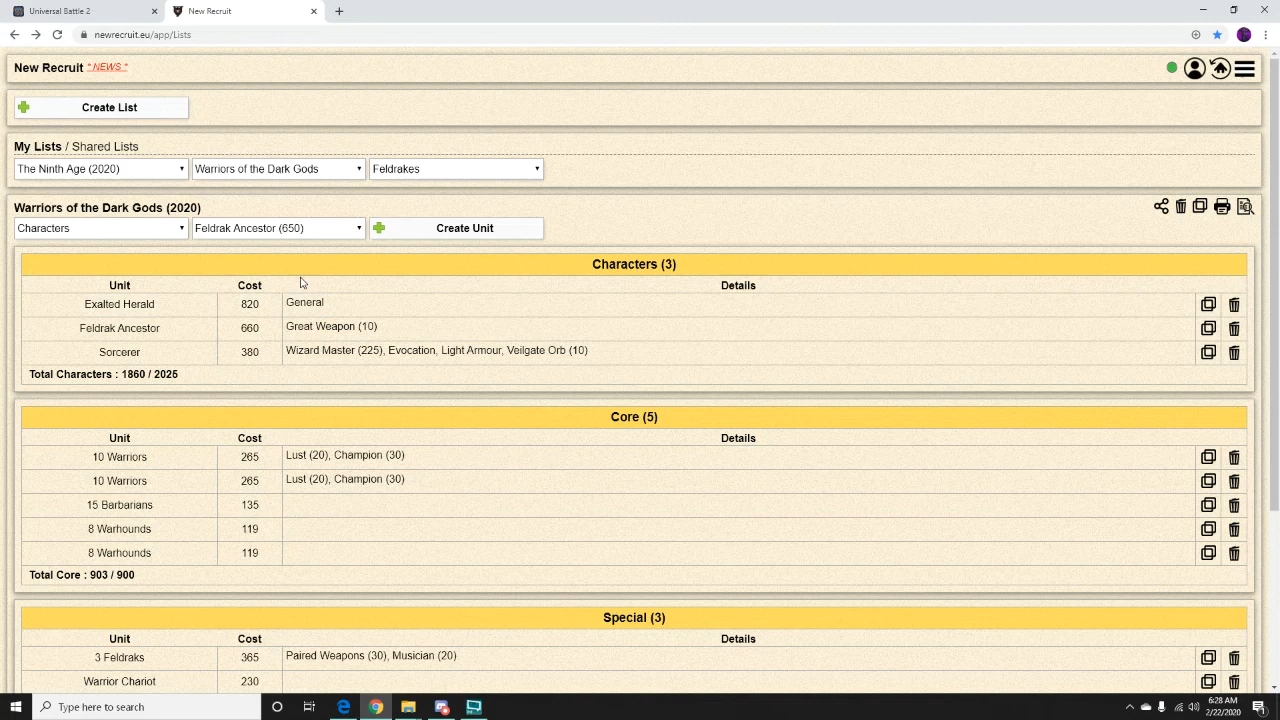 Universal Battle 2
New Recruit
newrecruit.eu/app/Lists
New Recruit * NEWS *
Create List
My Lists / Shared Lists
The Ninth Age (2020) Warriors of the Dark Gods Feldrakes
Warriors of the Dark Gods (2020)
Characters Feldrak Ancestor (650) Create Unit
Characters (3)
Unit Cost Details
Exalted Herald 820 General
Feldrak Ancestor 660 Great Weapon (10)
Sorcerer 380 Wizard Master (225), Evocation, Light Armour, Veilgate Orb (10)
Total Characters : 1860 / 2025
Core (5)
Unit Cost Details
10 Warriors 265 Lust (20), Champion (30)
10 Warriors 265 Lust (20), Champion (30)
15 Barbarians 135
8 Warhounds 119
8 Warhounds 119
Total Core : 903 / 900
Special (3)
Unit Cost Details
3 Feldraks 365 Paired Weapons (30), Musician (20)
Warrior Chariot 230
Type here to search
6:28 AM
2/22/2020